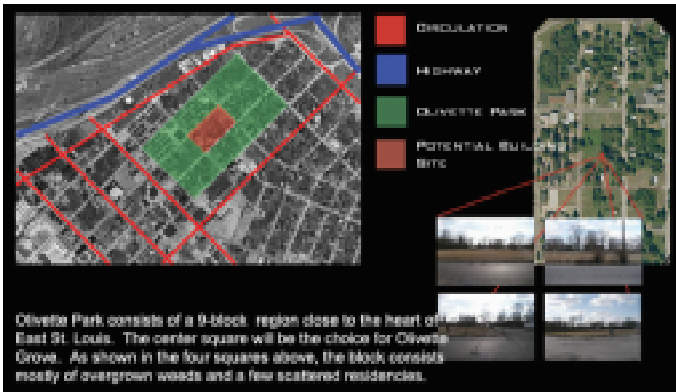 Circulation
Highway
Olivette Park
Potential Building
Site
Olivette Park consists of a 9-block region close to the heart of
East St. Louis. The center square will be the choice for Olivette
Grove. As shown in the four squares above, the block consists
mostly of overgrown weeds and a few scattered residencies.